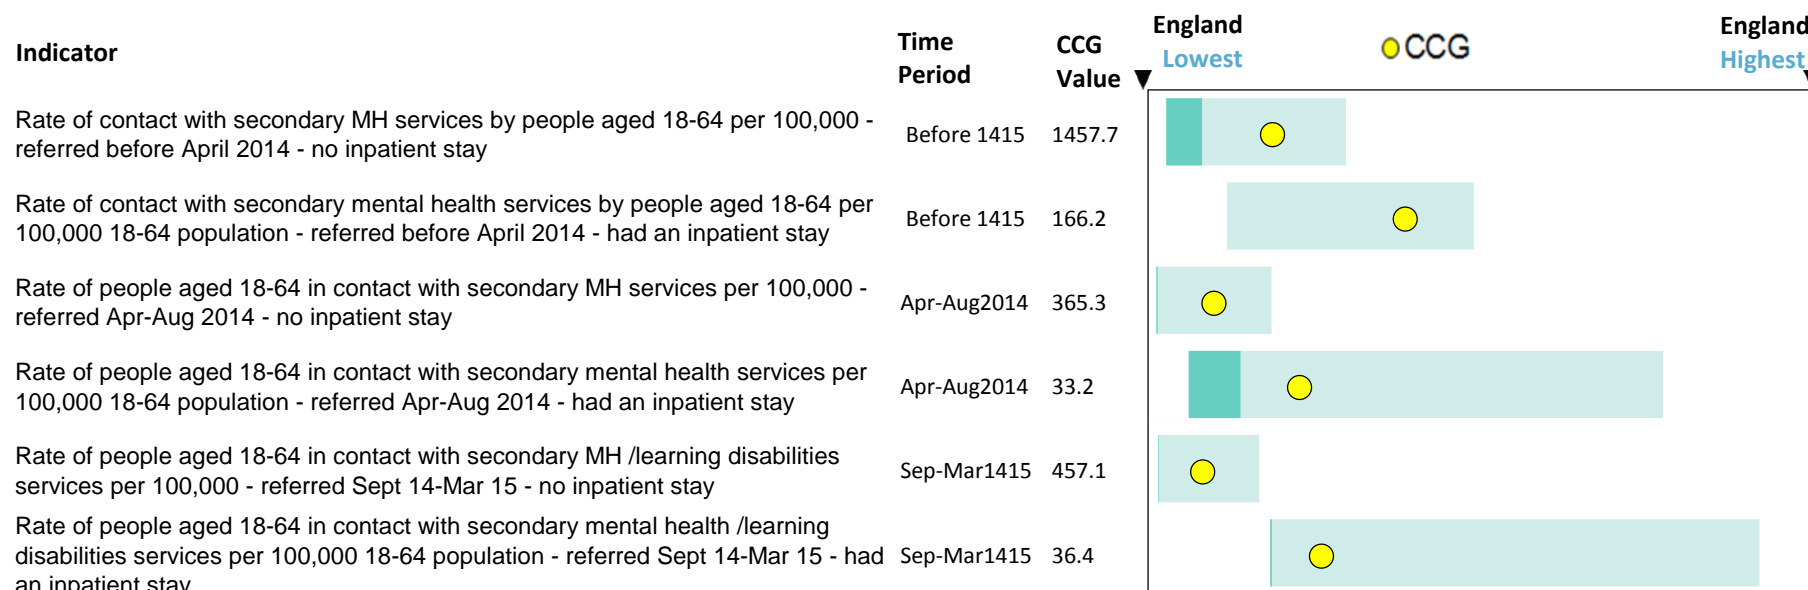 Indicator
Time Period
CCG Value
England Lowest
CCG
England Highest
Rate of contact with secondary MH services by people aged 18-64 per 100,000 -
referred before April 2014 - no inpatient stay
Before 1415
1457.7
Rate of contact with secondary mental health services by people aged 18-64 per
100,000 18-64 population - referred before April 2014 - had an inpatient stay
Before 1415
166.2
Rate of people aged 18-64 in contact with secondary MH services per 100,000 -
referred Apr-Aug 2014 - no inpatient stay
Apr-Aug2014
365.3
Rate of people aged 18-64 in contact with secondary mental health services per
100,000 18-64 population - referred Apr-Aug 2014 - had an inpatient stay
Apr-Aug2014
33.2
Rate of people aged 18-64 in contact with secondary MH /learning disabilities
services per 100,000 - referred Sept 14-Mar 15 - no inpatient stay
Sep-Mar1415
457.1
Rate of people aged 18-64 in contact with secondary mental health /learning
disabilities services per 100,000 18-64 population - referred Sept 14-Mar 15 - had
an inpatient stay
Sep-Mar1415
36.4